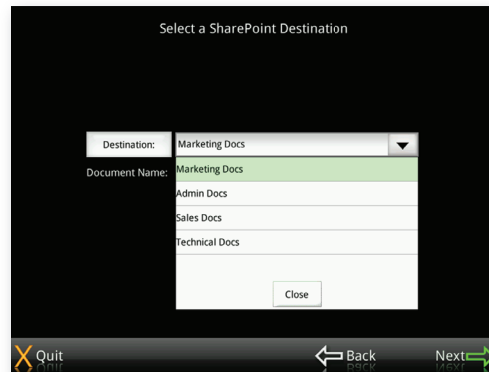 Select a SharePoint Destination
Destination: Marketing Docs
Document Name: Marketing Docs
Admin Docs
Sales Docs
Technical Docs
Close
Quit Back Next